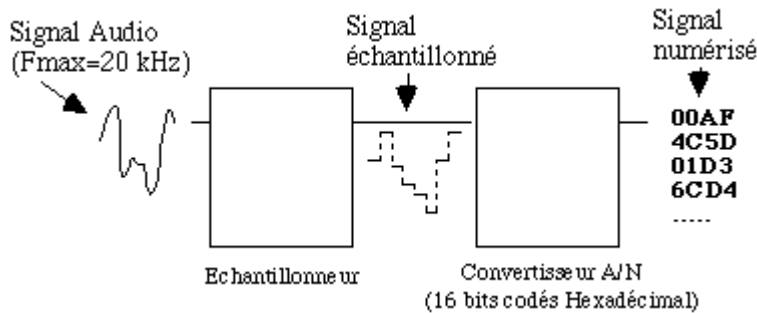 Signal Audio
(Fmax=20 kHz)
Signal
échantillonné
Signal
numérisé
00AF
4C5D
01D3
6CD4
-----
Echantillonneur
Convertisseur A/N
(16 bits codés Hexadécimal)